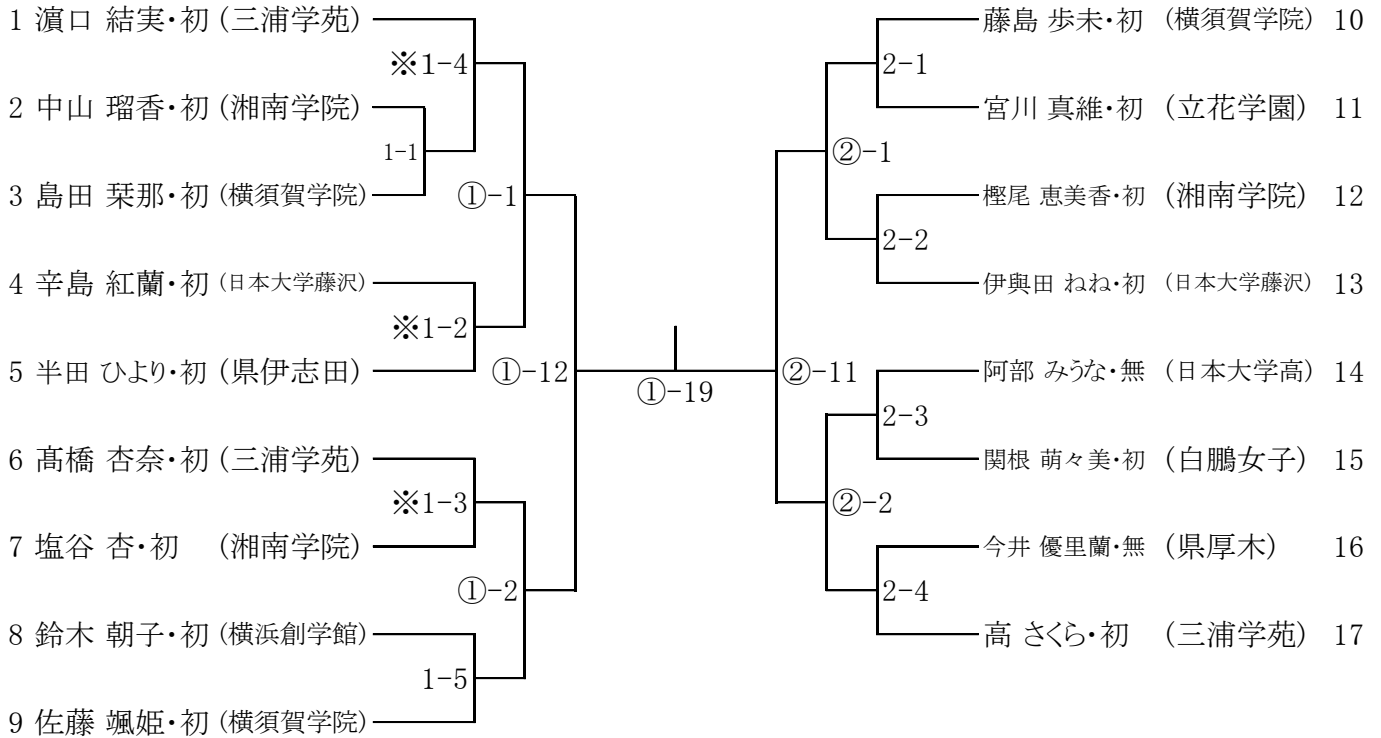 1 濵口 結実・初 (三浦学苑)
※1-4
2 中山 瑠香・初 (湘南学院)
1-1
3 島田 栞那・初 (横須賀学院)
①-1
4 辛島 紅蘭・初 (日本大学藤沢)
※1-2
5 半田 ひより・初 (県伊志田)
①-12
6 髙橋 杏奈・初 (三浦学苑)
※1-3
7 塩谷 杏・初 (湘南学院)
①-2
8 鈴木 朝子・初 (横浜創学館)
1-5
9 佐藤 颯姫・初 (横須賀学院)
①-19
藤島 歩未・初 (横須賀学院) 10
2-1
宮川 真維・初 (立花学園) 11
②-1
樫尾 恵美香・初 (湘南学院) 12
2-2
伊與田 ねね・初 (日本大学藤沢) 13
②-11
阿部 みうな・無 (日本大学高) 14
2-3
関根 萌々美・初 (白鵬女子) 15
②-2
今井 優里蘭・無 (県厚木) 16
2-4
高 さくら・初 (三浦学苑) 17